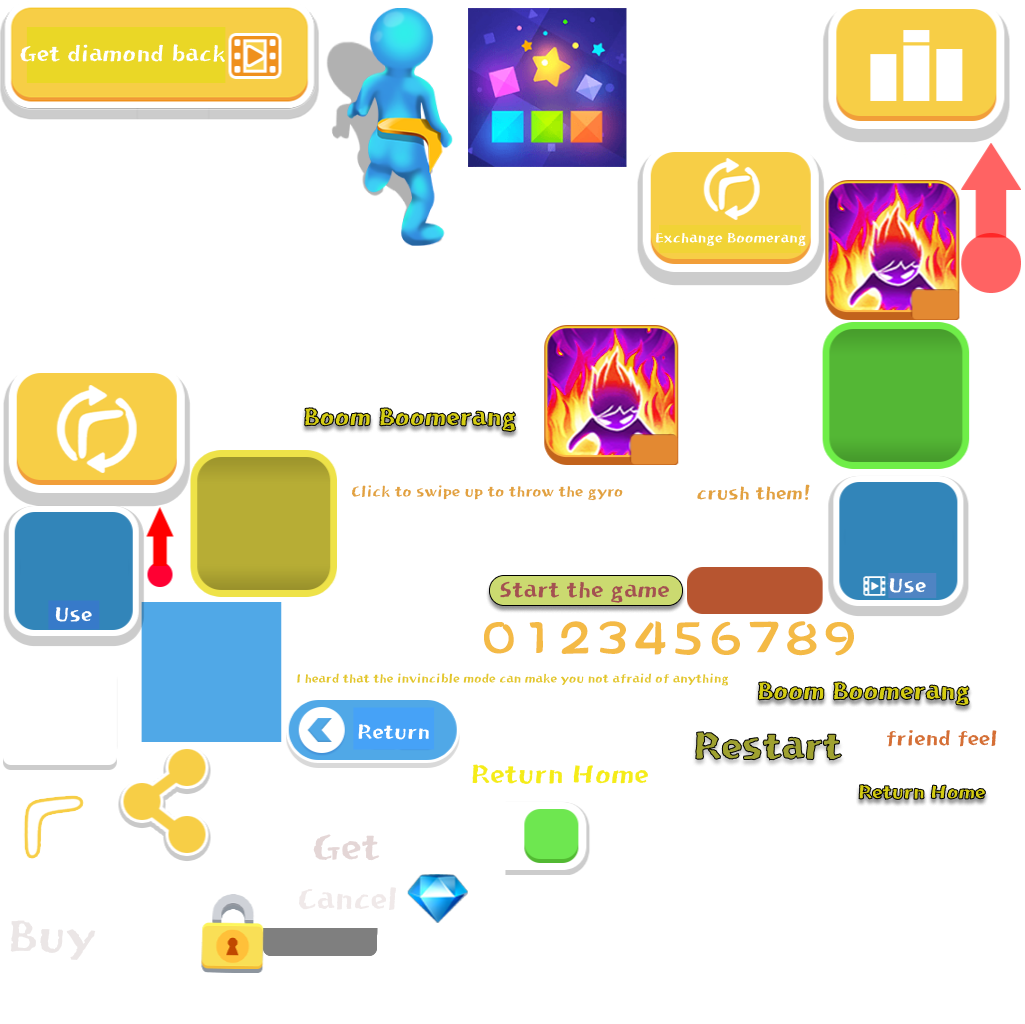 Get diamond back
Exchange Boomerang
Boom Boomerang
Click to swipe up to throw the gyro
crush them!
Start the game
Use
Use
0123456789
I heard that the invincible mode can make you not afraid of anything
Boom Boomerang
Return
Restart
friend feel
Return Home
Return Home
Get
Cancel
Buy